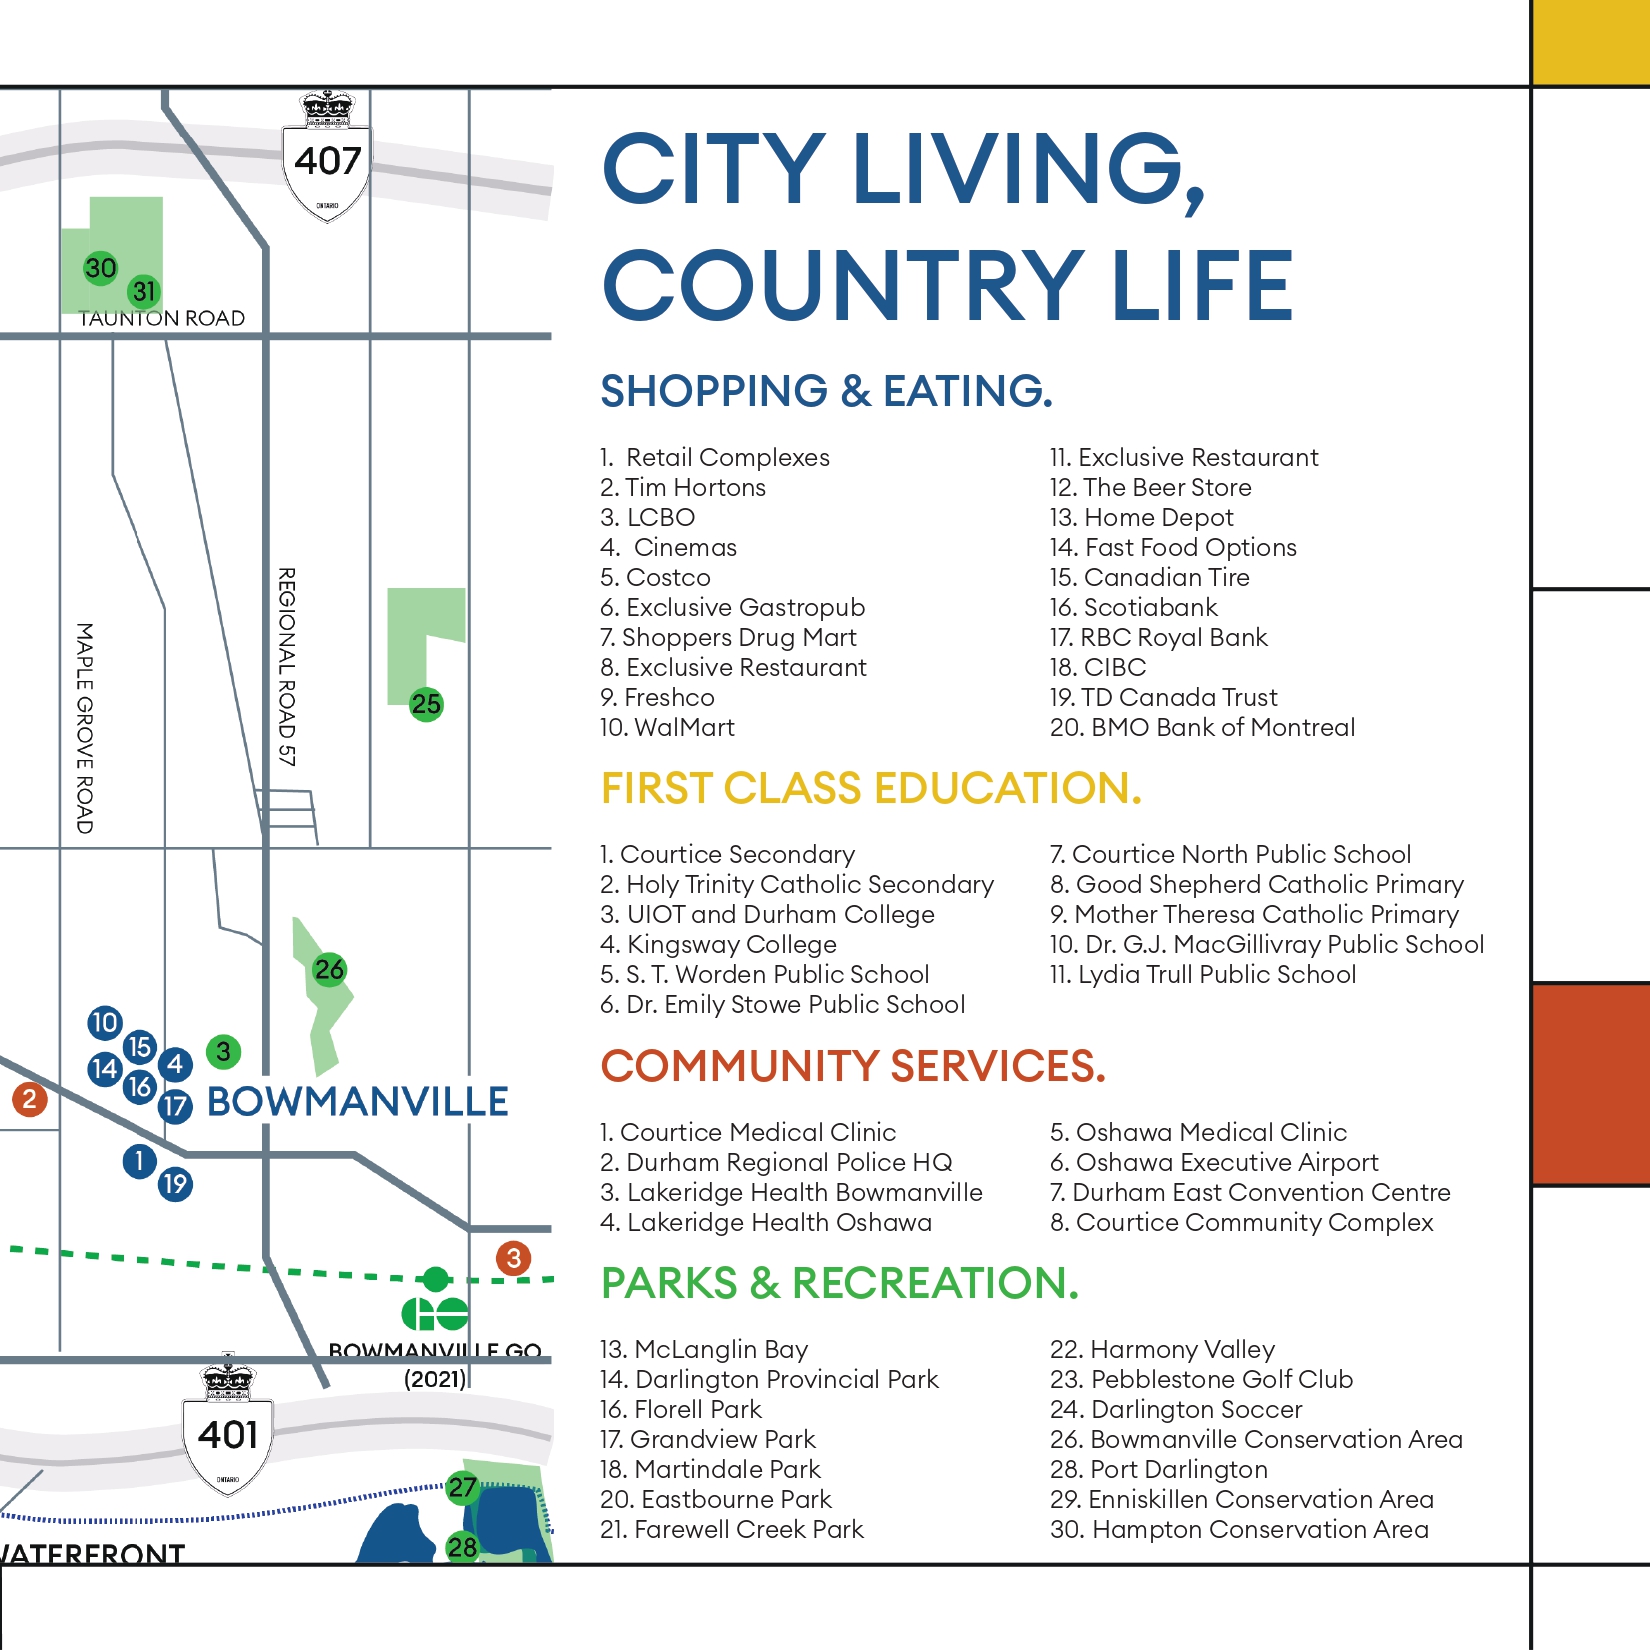 407
ONTARIO
30
31
TAUNTON ROAD
REGIONAL ROAD 57
MAPLE GROVE ROAD
25
26
10
15
4
3
14
16
2
17
BOWMANVILLE
1
19
3
GO
BOWMANVILLE GO
(2021)
401
ONTARIO
27
28
WATERFRONT
CITY LIVING,
COUNTRY LIFE
SHOPPING & EATING.
1. Retail Complexes
2. Tim Hortons
3. LCBO
4. Cinemas
5. Costco
6. Exclusive Gastropub
7. Shoppers Drug Mart
8. Exclusive Restaurant
9. Freshco
10. WalMart
11. Exclusive Restaurant
12. The Beer Store
13. Home Depot
14. Fast Food Options
15. Canadian Tire
16. Scotiabank
17. RBC Royal Bank
18. CIBC
19. TD Canada Trust
20. BMO Bank of Montreal
FIRST CLASS EDUCATION.
1. Courtice Secondary
2. Holy Trinity Catholic Secondary
3. UIOT and Durham College
4. Kingsway College
5. S. T. Worden Public School
6. Dr. Emily Stowe Public School
7. Courtice North Public School
8. Good Shepherd Catholic Primary
9. Mother Theresa Catholic Primary
10. Dr. G.J. MacGillivray Public School
11. Lydia Trull Public School
COMMUNITY SERVICES.
1. Courtice Medical Clinic
2. Durham Regional Police HQ
3. Lakeridge Health Bowmanville
4. Lakeridge Health Oshawa
5. Oshawa Medical Clinic
6. Oshawa Executive Airport
7. Durham East Convention Centre
8. Courtice Community Complex
PARKS & RECREATION.
13. McLanglin Bay
14. Darlington Provincial Park
16. Florell Park
17. Grandview Park
18. Martindale Park
20. Eastbourne Park
21. Farewell Creek Park
22. Harmony Valley
23. Pebblestone Golf Club
24. Darlington Soccer
26. Bowmanville Conservation Area
28. Port Darlington
29. Enniskillen Conservation Area
30. Hampton Conservation Area